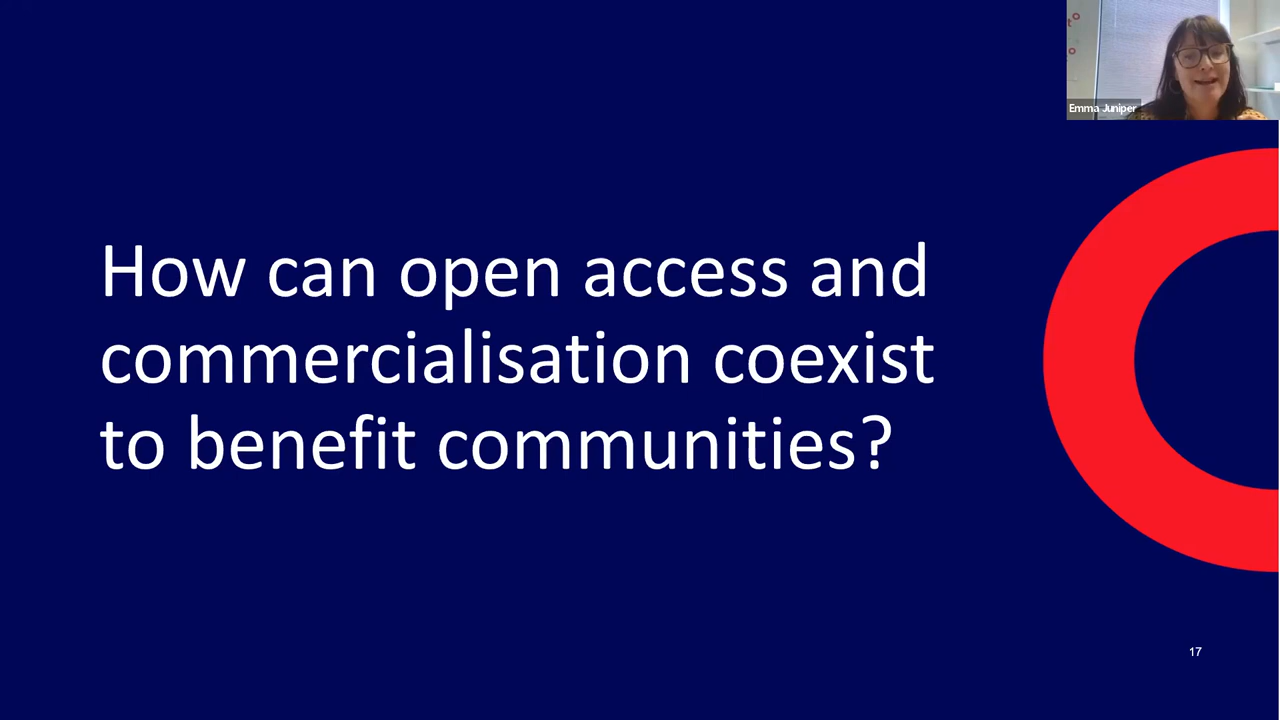 Emma Juniper
How can open access and
commercialisation coexist
to benefit communities?
17